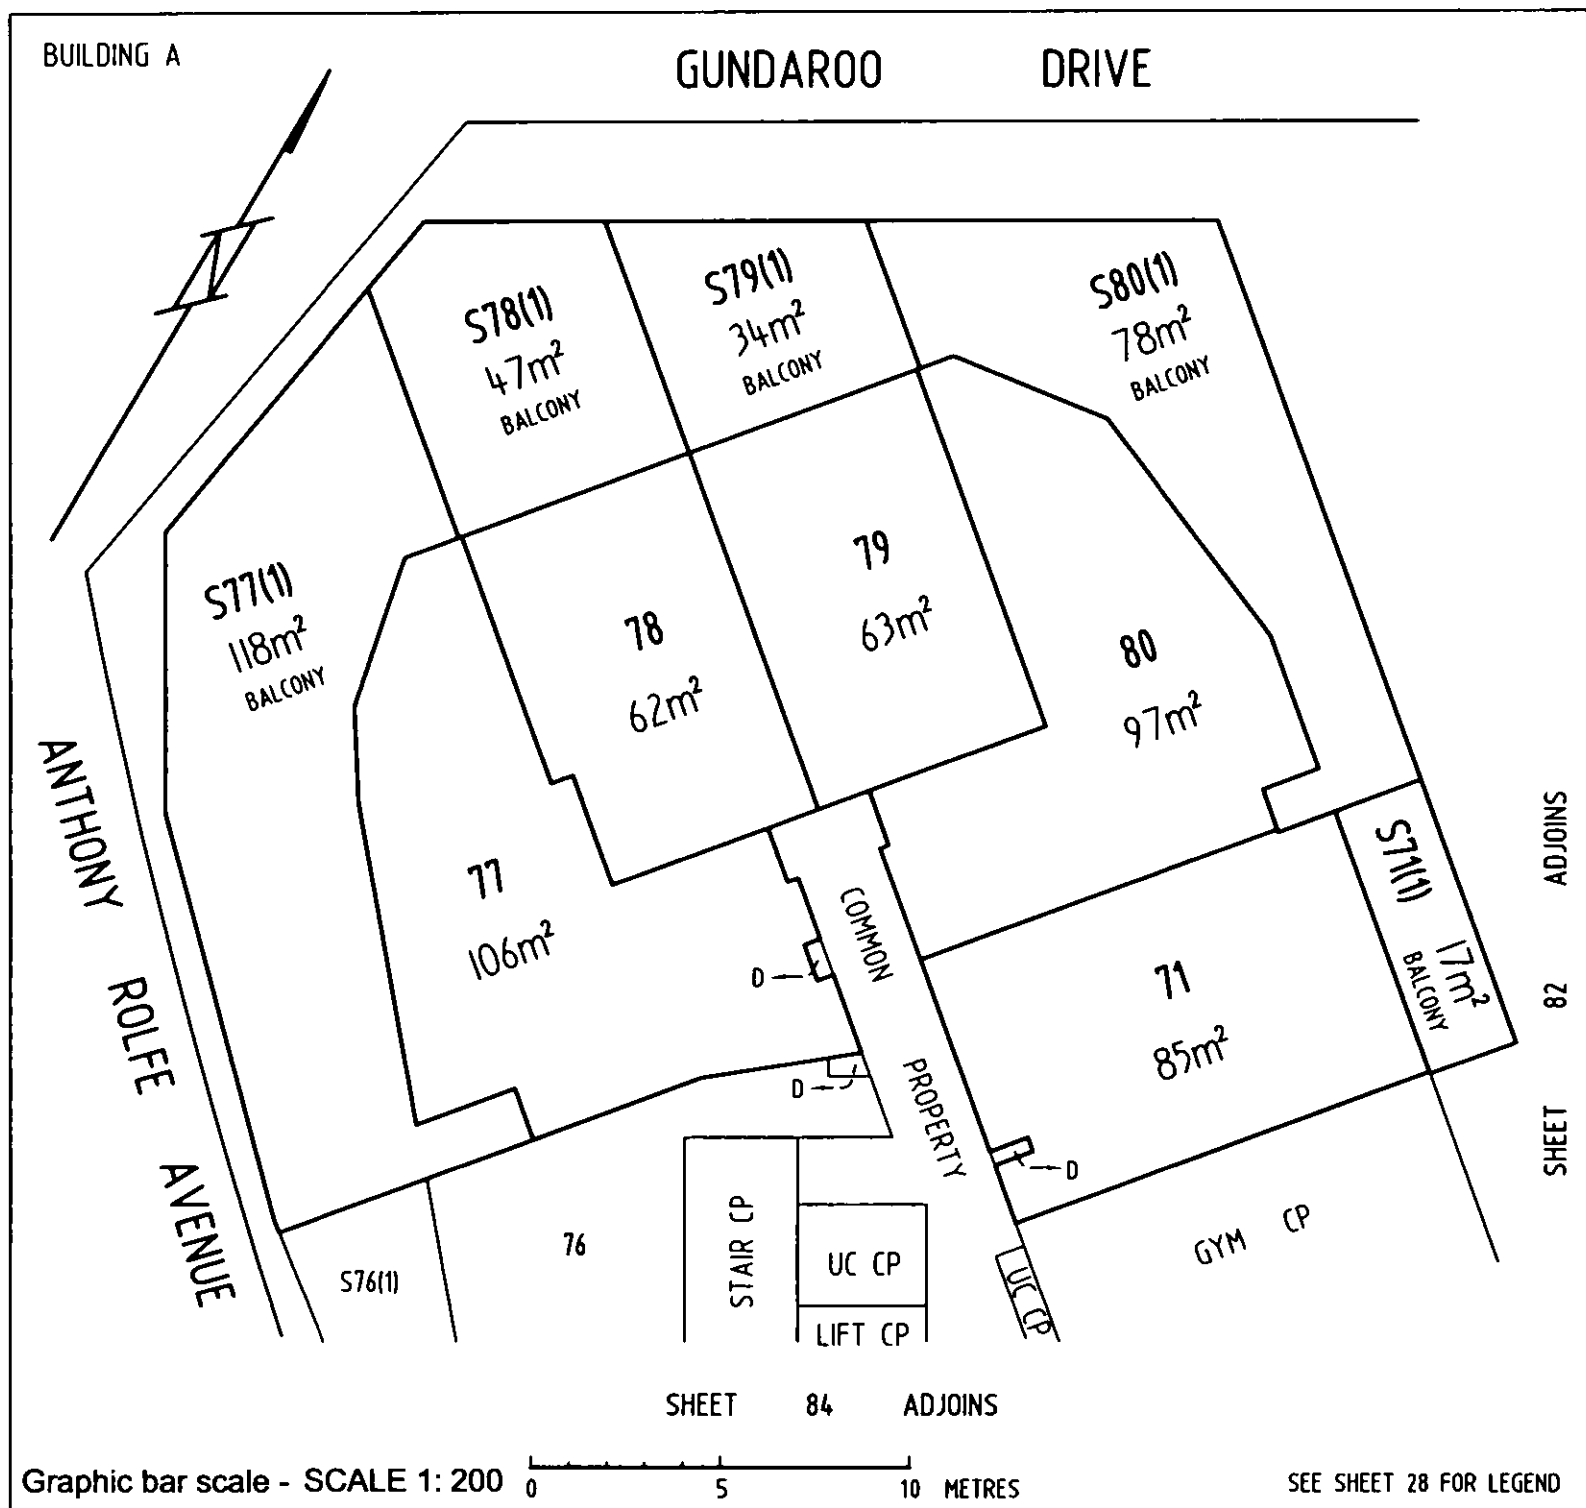 BUILDING A
GUNDAROO DRIVE
S78(1)
47m²
BALCONY
S79(1)
34m²
BALCONY
S80(1)
78m²
BALCONY
S77(1)
118m²
BALCONY
78
62m²
79
63m²
80
97m²
77
106m²
71
85m²
S71(1)
17m²
BALCONY
COMMON
PROPERTY
D
D
D
ANTHONY ROLFE AVENUE
SHEET 82 ADJOINS
S76(1)
76
STAIR CP
UC CP
LIFT CP
UC CP
GYM CP
SHEET 84 ADJOINS
Graphic bar scale - SCALE 1: 200
0 5 10 METRES
SEE SHEET 28 FOR LEGEND